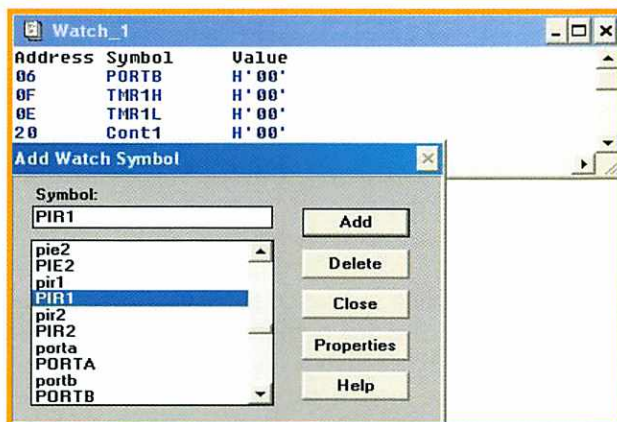 Watch_1
Address Symbol Value
06 PORTB H'00'
0F TMR1H H'00'
0E TMR1L H'00'
20 Cont1 H'00'
Add Watch Symbol
Symbol:
PIR1
pie2
PIE2
pir1
PIR1
pir2
PIR2
porta
PORTA
portb
PORTB
Add
Delete
Close
Properties
Help